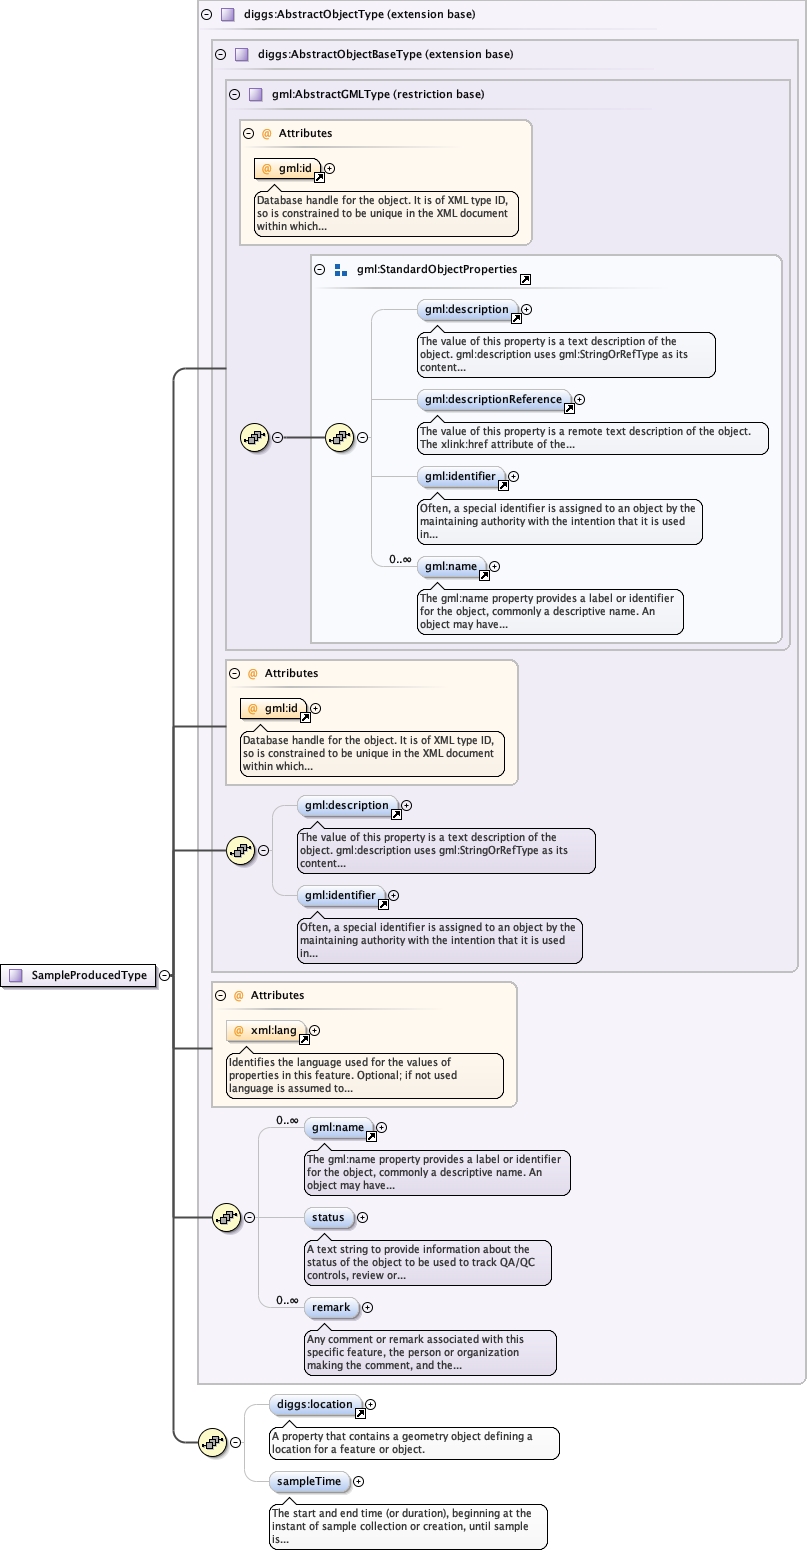 diggs:AbstractObjectType (extension base)
diggs:AbstractObjectBaseType (extension base)
gml:AbstractGMLType (restriction base)
@ Attributes
@ gml:id
Database handle for the object. It is of XML type ID,
so is constrained to be unique in the XML document
within which...
gml:StandardObjectProperties
gml:description
The value of this property is a text description of the
object. gml:description uses gml:StringOrRefType as its
content...
gml:descriptionReference
The value of this property is a remote text description of the object.
The xlink:href attribute of the...
gml:identifier
Often, a special identifier is assigned to an object by the
maintaining authority with the intention that it is used
in...
0..∞
gml:name
The gml:name property provides a label or identifier
for the object, commonly a descriptive name. An
object may have...
@ Attributes
@ gml:id
Database handle for the object. It is of XML type ID,
so is constrained to be unique in the XML document
within which...
gml:description
The value of this property is a text description of the
object. gml:description uses gml:StringOrRefType as its
content...
gml:identifier
Often, a special identifier is assigned to an object by the
maintaining authority with the intention that it is used
in...
SampleProducedType
@ Attributes
@ xml:lang
Identifies the language used for the values of
properties in this feature. Optional; if not used
language is assumed to...
0..∞
gml:name
The gml:name property provides a label or identifier
for the object, commonly a descriptive name. An
object may have...
status
A text string to provide information about the
status of the object to be used to track QA/QC
controls, review or...
0..∞
remark
Any comment or remark associated with this
specific feature, the person or organization
making the comment, and the...
diggs:location
A property that contains a geometry object defining a
location for a feature or object.
sampleTime
The start and end time (or duration), beginning at the
instant of sample collection or creation, until sample
is...